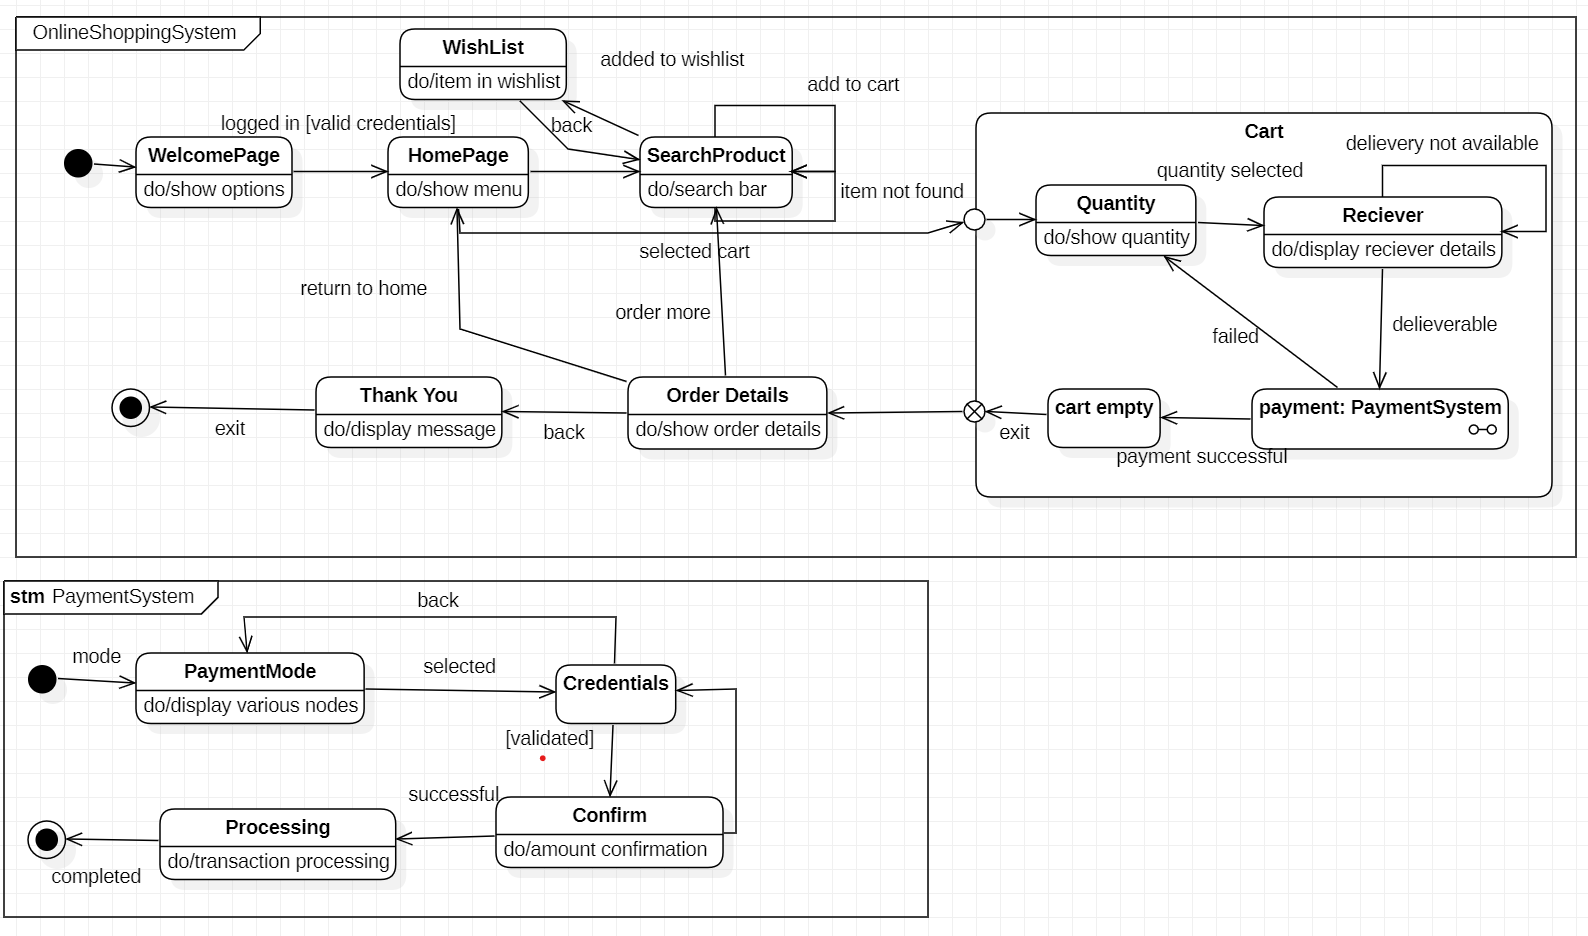 OnlineShoppingSystem
WishList
do/item in wishlist
added to wishlist
add to cart
back
logged in [valid credentials]
WelcomePage
do/show options
HomePage
do/show menu
SearchProduct
do/search bar
item not found
selected cart
return to home
order more
Cart
delievery not available
quantity selected
Quantity
do/show quantity
Reciever
do/display reciever details
failed
delieverable
exit
Thank You
do/display message
back
Order Details
do/show order details
exit
cart empty
payment: PaymentSystem
payment successful
stm PaymentSystem
back
mode
PaymentMode
do/display various nodes
selected
Credentials
[validated]
successful
Confirm
do/amount confirmation
Processing
do/transaction processing
completed